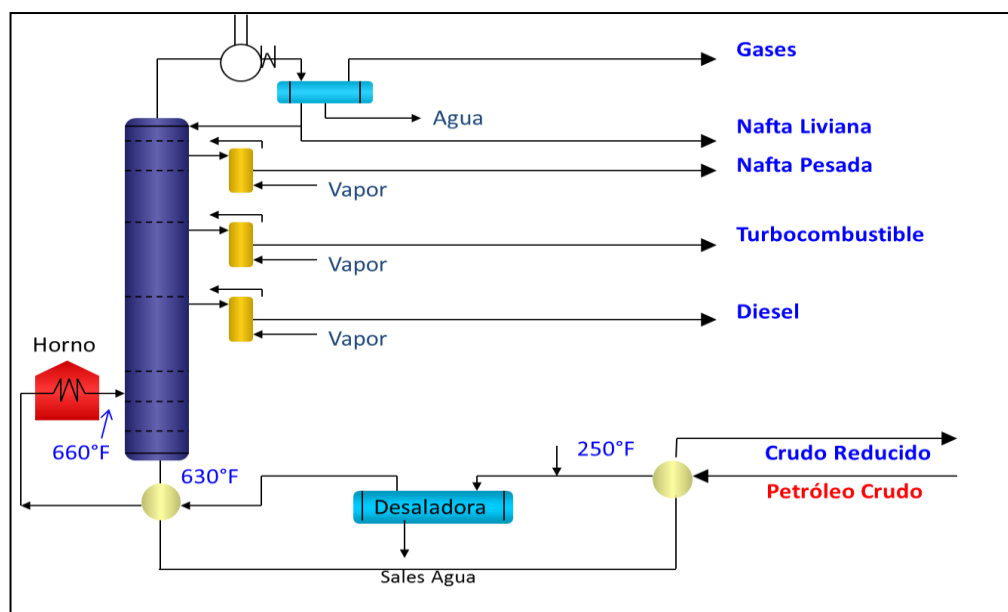 Gases
Agua
Nafta Liviana
Nafta Pesada
Vapor
Turbocombustible
Vapor
Diesel
Vapor
Horno
660°F
630°F
250°F
Crudo Reducido
Petróleo Crudo
Desaladora
Sales Agua